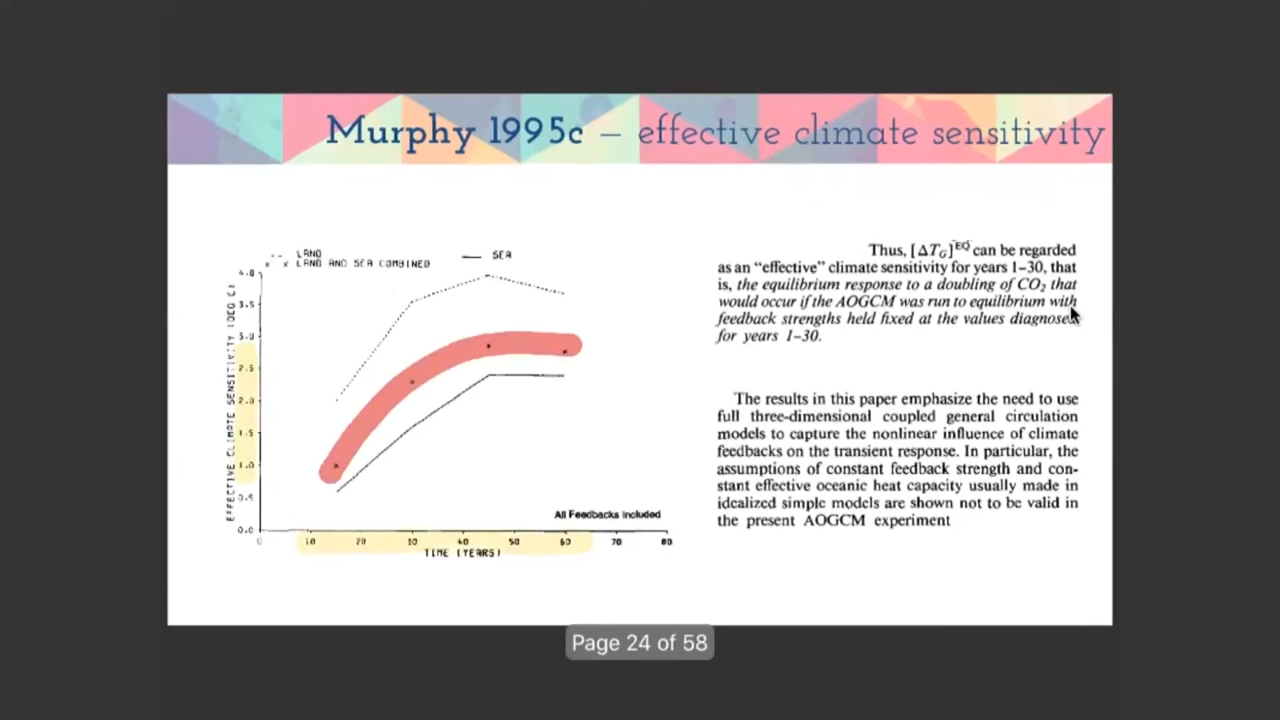 Murphy 1995c – effective climate sensitivity
LAND
SEA
LAND AND SEA COMBINED
4.0
3.5
3.0
2.5
2.0
1.5
1.0
0.5
0.0
EFFECTIVE CLIMATE SENSITIVITY (DEG C)
All Feedbacks Included
0 10 20 30 40 50 60 70 80
TIME (YEARS)
Thus, [ΔT_G]^EQ can be regarded
as an “effective” climate sensitivity for years 1–30, that
is, the equilibrium response to a doubling of CO₂ that
would occur if the AOGCM was run to equilibrium with
feedback strengths held fixed at the values diagnosed
for years 1–30.
The results in this paper emphasize the need to use
full three-dimensional coupled general circulation
models to capture the nonlinear influence of climate
feedbacks on the transient response. In particular, the
assumptions of constant feedback strength and con-
stant effective oceanic heat capacity usually made in
idealized simple models are shown not to be valid in
the present AOGCM experiment
Page 24 of 58